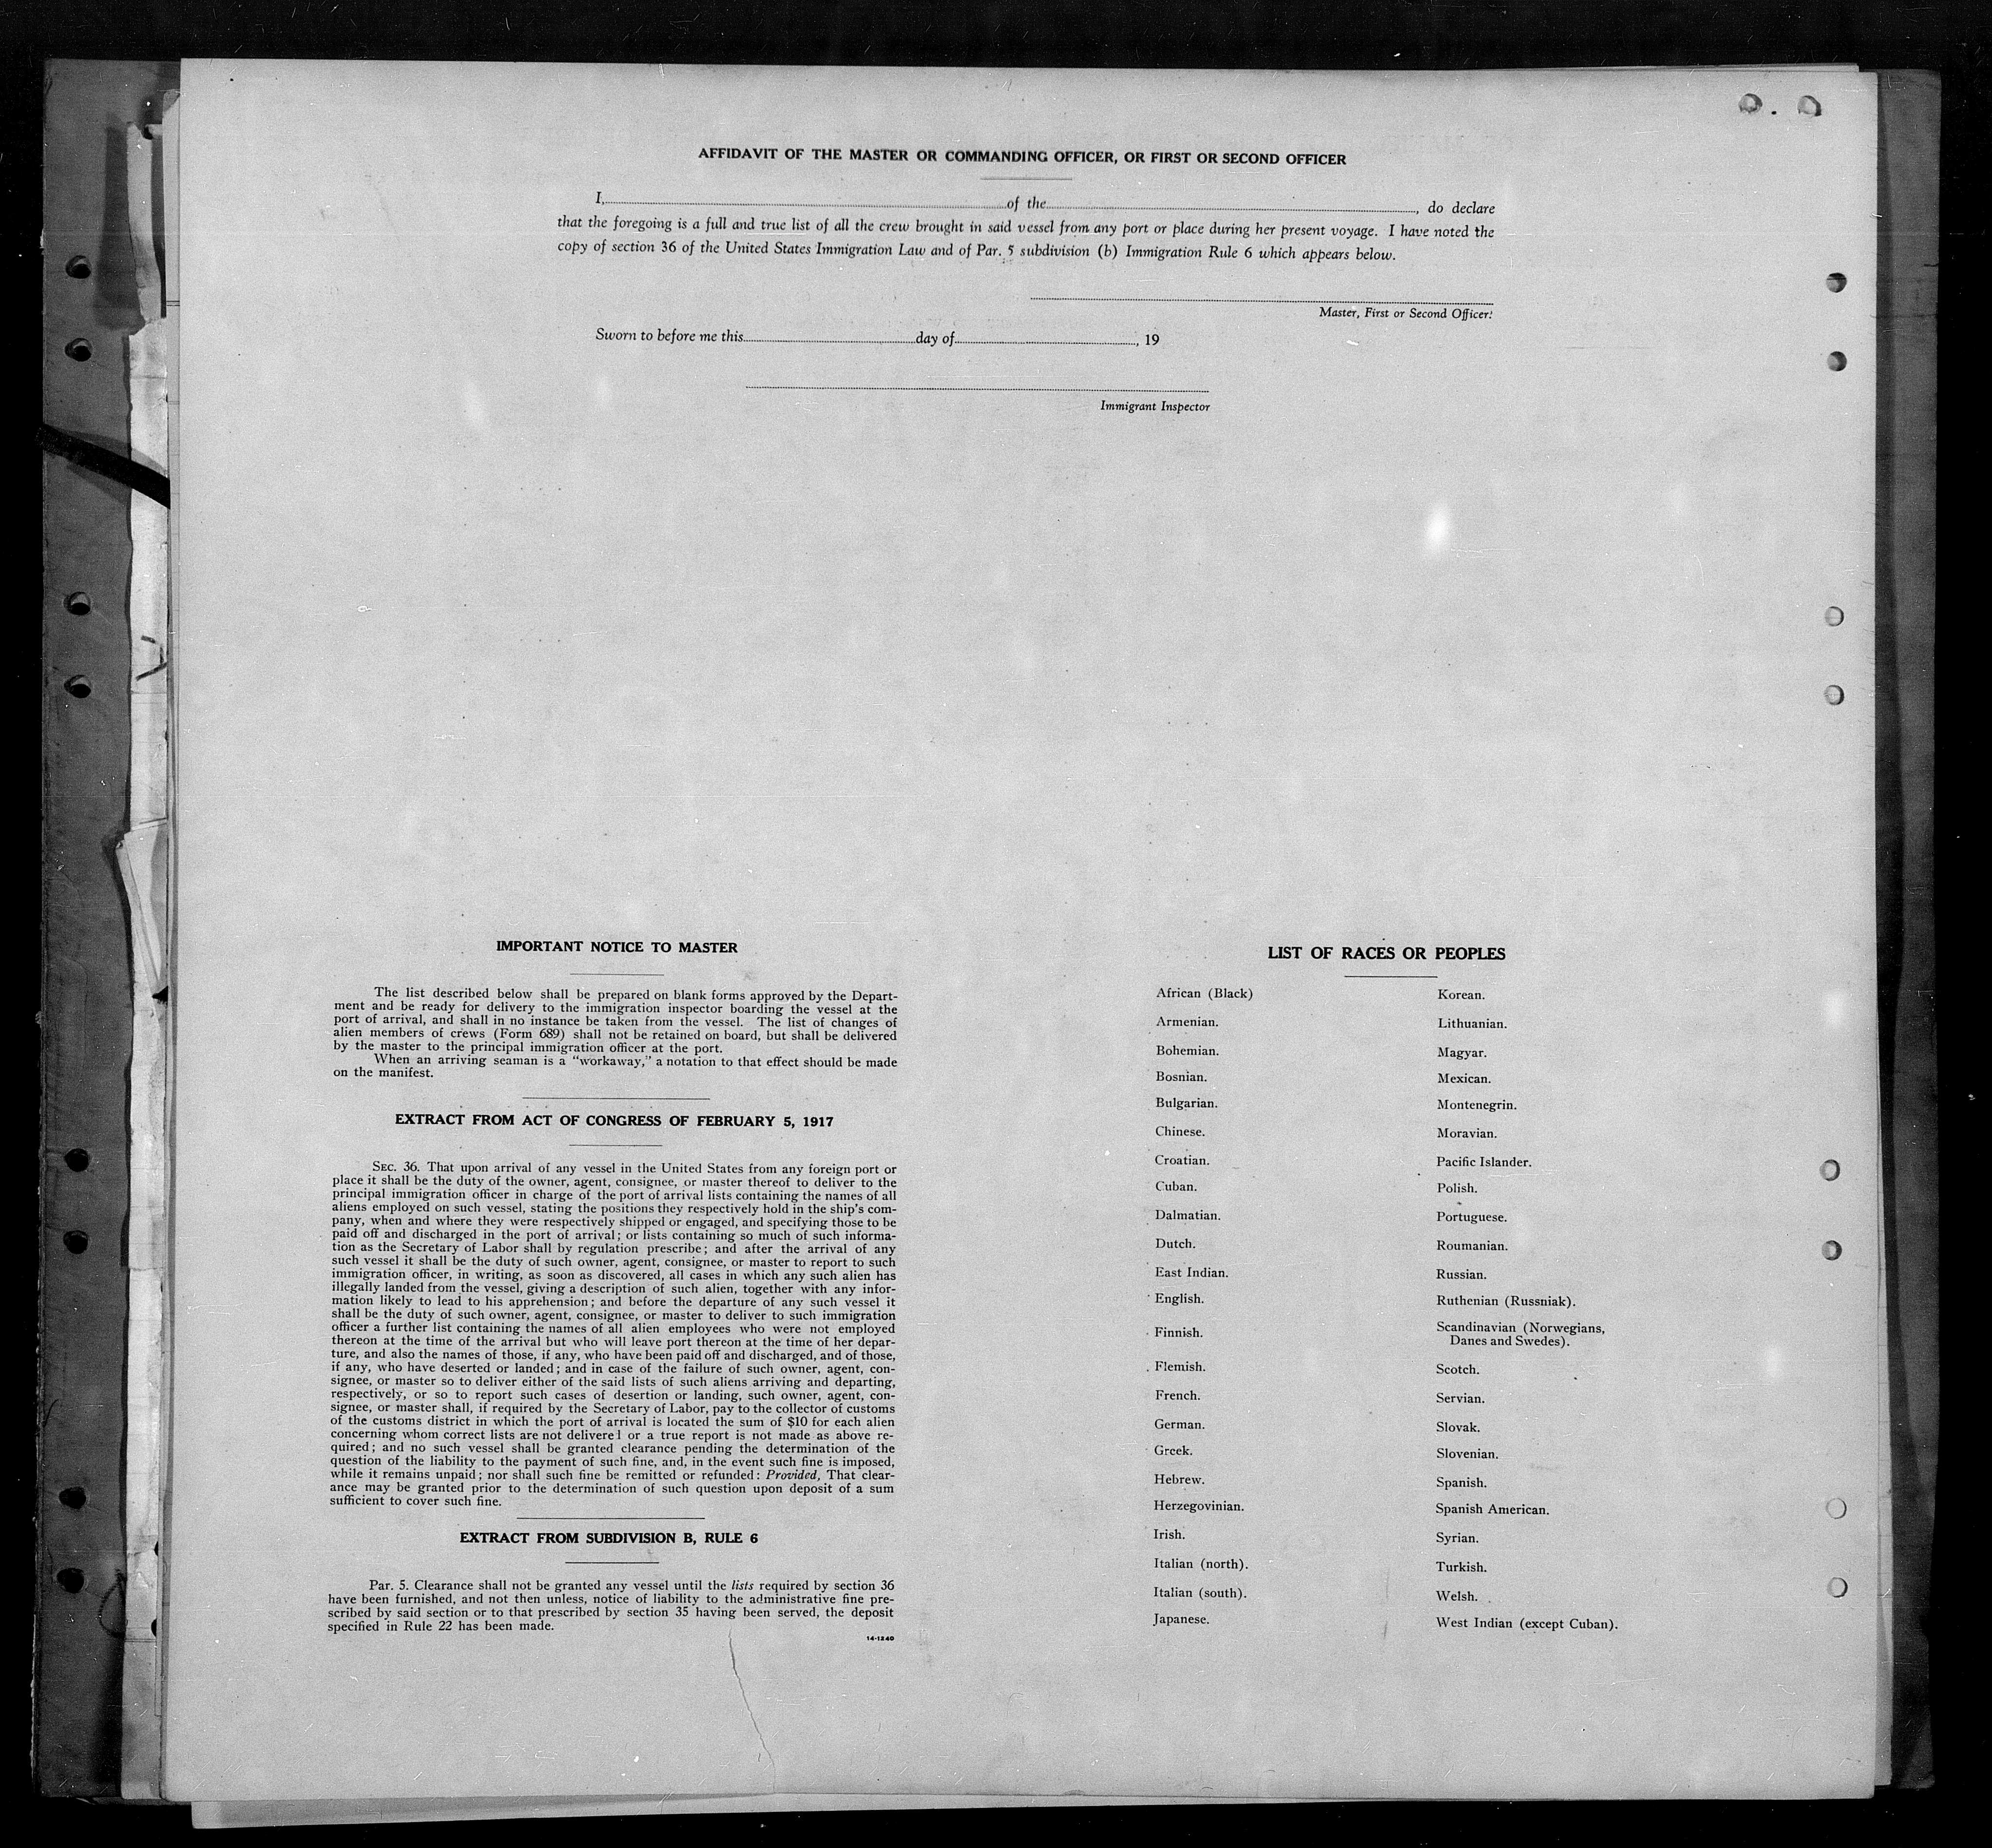 AFFIDAVIT OF THE MASTER OR COMMANDING OFFICER, OR FIRST OR SECOND OFFICER
I, of the , do declare
that the foregoing is a full and true list of all the crew brought in said vessel from any port or place during her present voyage. I have noted the
copy of section 36 of the United States Immigration Law and of Par. 5 subdivision (b) Immigration Rule 6 which appears below.
Master, First or Second Officer.
Sworn to before me this day of , 19
Immigrant Inspector
IMPORTANT NOTICE TO MASTER
The list described below shall be prepared on blank forms approved by the Depart-
ment and be ready for delivery to the immigration inspector boarding the vessel at the
port of arrival, and shall in no instance be taken from the vessel. The list of changes of
alien members of crews (Form 689) shall not be retained on board, but shall be delivered
by the master to the principal immigration officer at the port.
When an arriving seaman is a "workaway," a notation to that effect should be made
on the manifest.
EXTRACT FROM ACT OF CONGRESS OF FEBRUARY 5, 1917
SEC. 36. That upon arrival of any vessel in the United States from any foreign port or
place it shall be the duty of the owner, agent, consignee, or master thereof to deliver to the
principal immigration officer in charge of the port of arrival lists containing the names of all
aliens employed on such vessel, stating the positions they respectively hold in the ship's com-
pany, when and where they were respectively shipped or engaged, and specifying those to be
paid off and discharged in the port of arrival; or lists containing so much of such informa-
tion as the Secretary of Labor shall by regulation prescribe; and after the arrival of any
such vessel it shall be the duty of such owner, agent, consignee, or master to report to such
immigration officer, in writing, as soon as discovered, all cases in which any such alien has
illegally landed from the vessel, giving a description of such alien, together with any infor-
mation likely to lead to his apprehension; and before the departure of any such vessel it
shall be the duty of such owner, agent, consignee, or master to deliver to such immigration
officer a further list containing the names of all alien employees who were not employed
thereon at the time of the arrival but who will leave port thereon at the time of her depar-
ture, and also the names of those, if any, who have been paid off and discharged, and of those,
if any, who have deserted or landed; and in case of the failure of such owner, agent, con-
signee, or master so to deliver either of the said lists of such aliens arriving and departing,
respectively, or so to report such cases of desertion or landing, such owner, agent, con-
signee, or master shall, if required by the Secretary of Labor, pay to the collector of customs
of the customs district in which the port of arrival is located the sum of $10 for each alien
concerning whom correct lists are not delivered or a true report is not made as above re-
quired; and no such vessel shall be granted clearance pending the determination of the
question of the liability to the payment of such fine, and, in the event such fine is imposed,
while it remains unpaid; nor shall such fine be remitted or refunded: Provided, That clear-
ance may be granted prior to the determination of such question upon deposit of a sum
sufficient to cover such fine.
EXTRACT FROM SUBDIVISION B, RULE 6
Par. 5. Clearance shall not be granted any vessel until the lists required by section 36
have been furnished, and not then unless, notice of liability to the administrative fine pre-
scribed by said section or to that prescribed by section 35 having been served, the deposit
specified in Rule 22 has been made.
14-1240
LIST OF RACES OR PEOPLES
African (Black)
Armenian.
Bohemian.
Bosnian.
Bulgarian.
Chinese.
Croatian.
Cuban.
Dalmatian.
Dutch.
East Indian.
English.
Finnish.
Flemish.
French.
German.
Greek.
Hebrew.
Herzegovinian.
Irish.
Italian (north).
Italian (south).
Japanese.
Korean.
Lithuanian.
Magyar.
Mexican.
Montenegrin.
Moravian.
Pacific Islander.
Polish.
Portuguese.
Roumanian.
Russian.
Ruthenian (Russniak).
Scandinavian (Norwegians,
Danes and Swedes).
Scotch.
Servian.
Slovak.
Slovenian.
Spanish.
Spanish American.
Syrian.
Turkish.
Welsh.
West Indian (except Cuban).